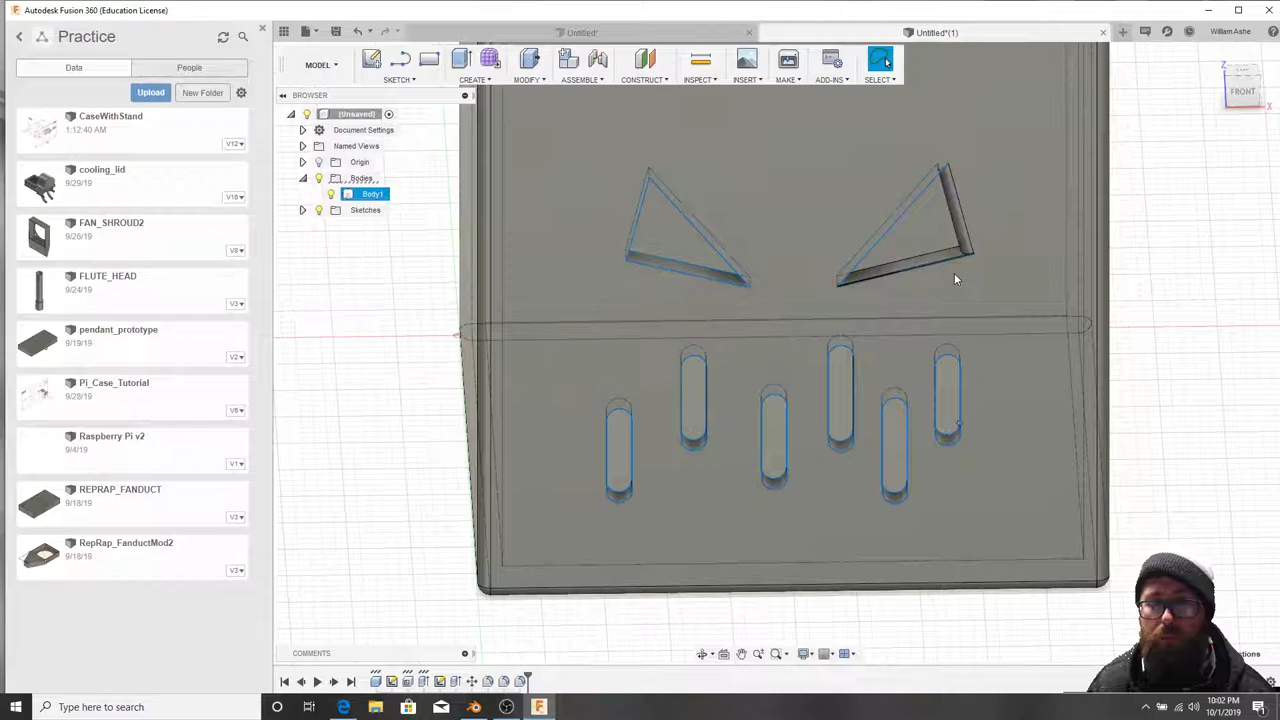 Autodesk Fusion 360 (Education License)
Practice
Data
People
Upload
New Folder
CaseWithStand
1:12:40 AM
V12
cooling_lid
9/29/19
V18
FAN_SHROUD2
9/26/19
V8
FLUTE_HEAD
9/24/19
V3
pendant_prototype
9/19/19
V2
Pi_Case_Tutorial
9/28/19
V6
Raspberry Pi v2
9/4/19
V1
REPRAP_FANDUCT
9/18/19
V3
RepRap_FanductMod2
9/18/19
V3
Untitled*
Untitled*(1)
William Ashe
MODEL
SKETCH
CREATE
MODIFY
ASSEMBLE
CONSTRUCT
INSPECT
INSERT
MAKE
ADD-INS
SELECT
BROWSER
(Unsaved)
Document Settings
Named Views
Origin
Bodies
Body1
Sketches
Z
FRONT
X
COMMENTS
Type here to search
10:02 PM
10/1/2019